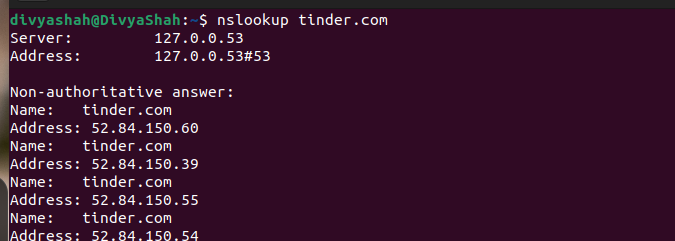 divyashah@DivyaShah:~$ nslookup tinder.com
Server:         127.0.0.53
Address:        127.0.0.53#53

Non-authoritative answer:
Name:   tinder.com
Address: 52.84.150.60
Name:   tinder.com
Address: 52.84.150.39
Name:   tinder.com
Address: 52.84.150.55
Name:   tinder.com
Address: 52.84.150.54